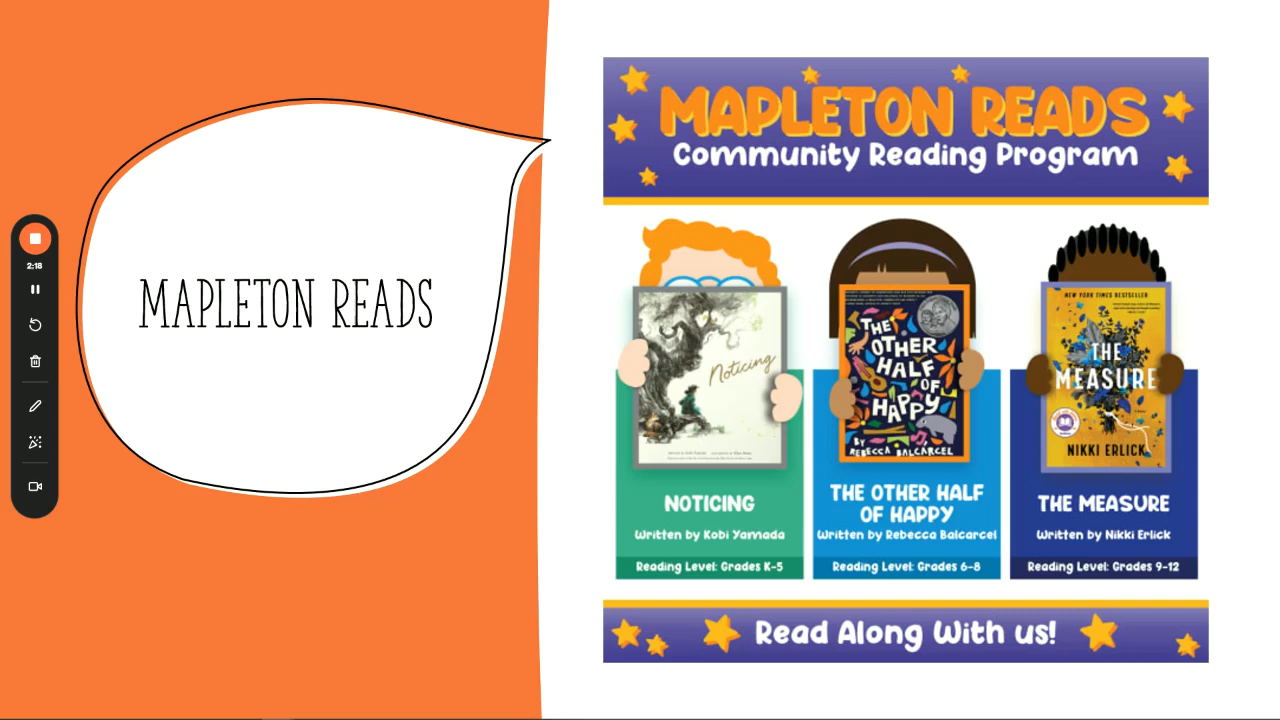 2:18
MAPLETON READS
MAPLETON READS
Community Reading Program
Noticing
THE
OTHER
HALF
OF
HAPPY
BY
REBECCA BALCARCEL
NEW YORK TIMES BESTSELLER
THE
MEASURE
NIKKI ERLICK
NOTICING
Written by Kobi Yamada
Reading Level: Grades K-5
THE OTHER HALF
OF HAPPY
Written by Rebecca Balcarcel
Reading Level: Grades 6-8
THE MEASURE
Written by Nikki Erlick
Reading Level: Grades 9-12
Read Along With us!